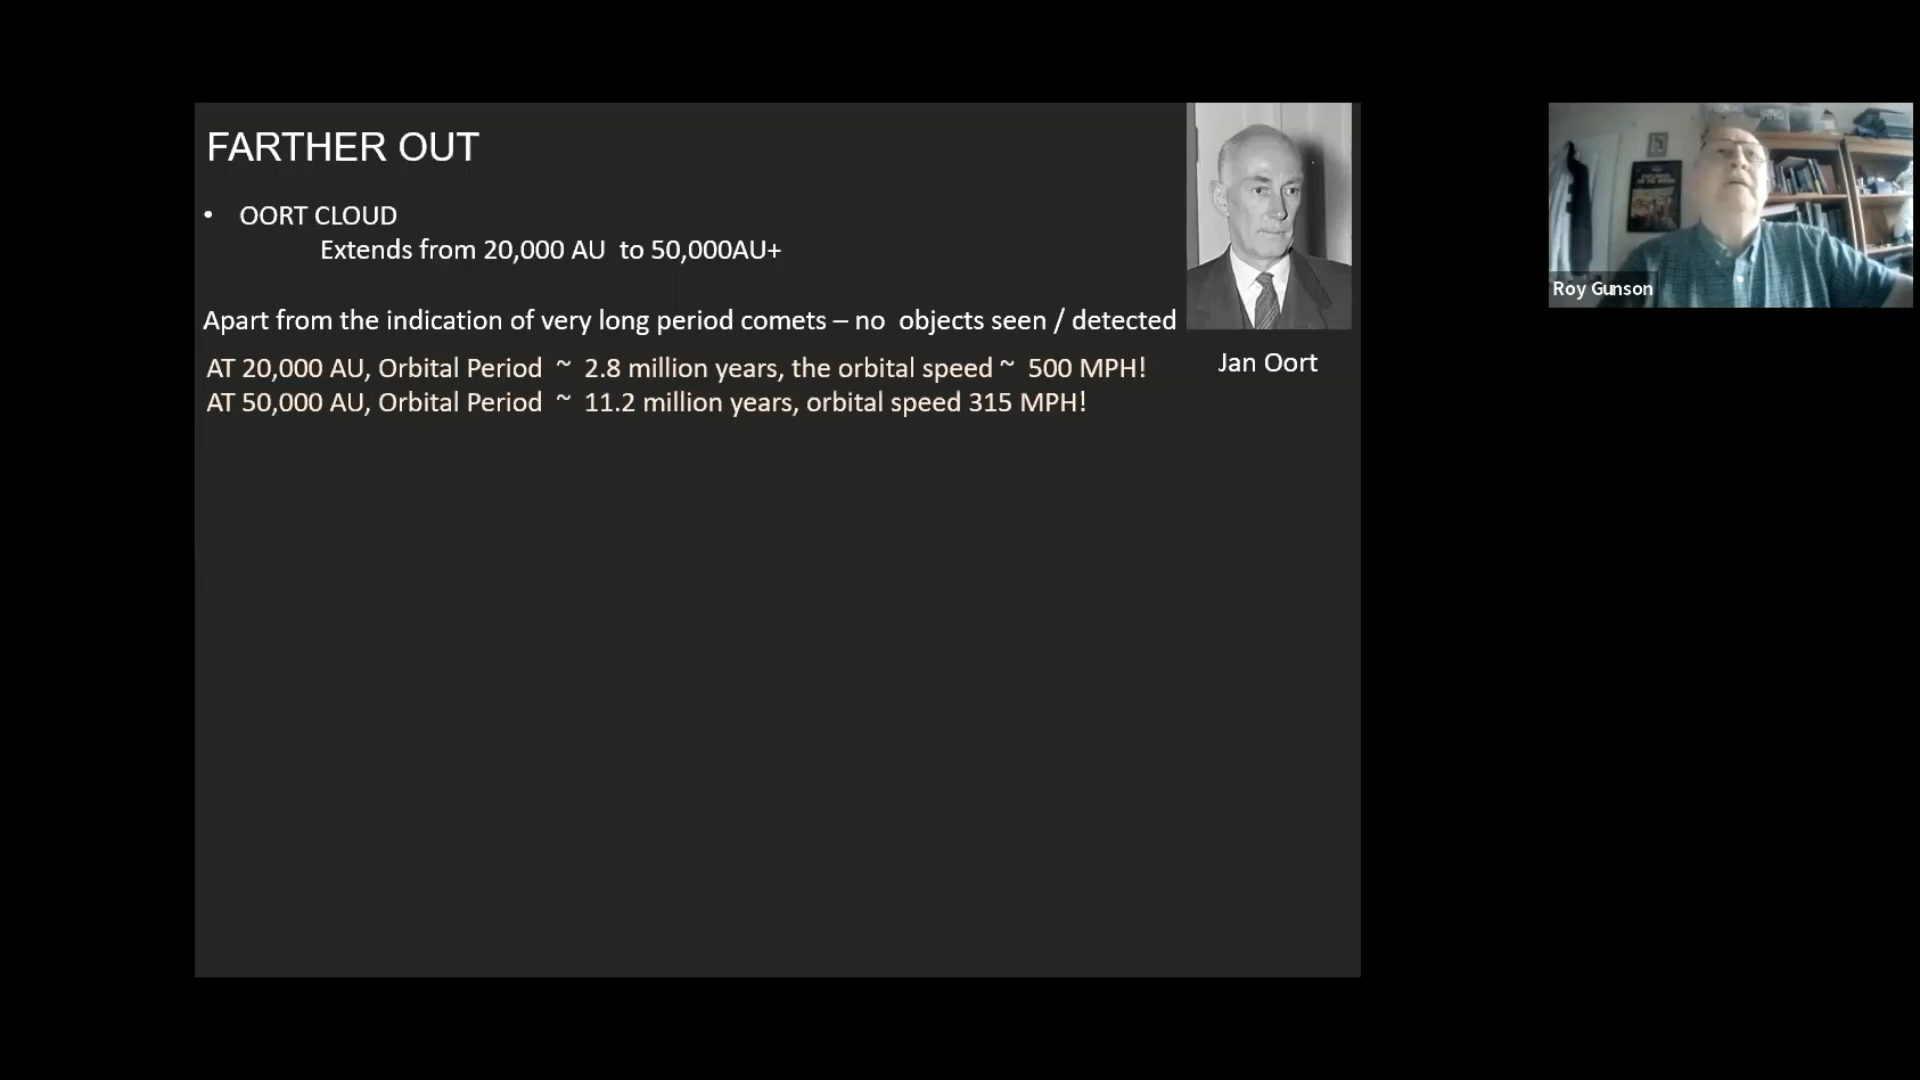 FARTHER OUT
• OORT CLOUD
Extends from 20,000 AU to 50,000AU+
Apart from the indication of very long period comets – no objects seen / detected
AT 20,000 AU, Orbital Period ~ 2.8 million years, the orbital speed ~ 500 MPH!
AT 50,000 AU, Orbital Period ~ 11.2 million years, orbital speed 315 MPH!
Jan Oort
Roy Gunson